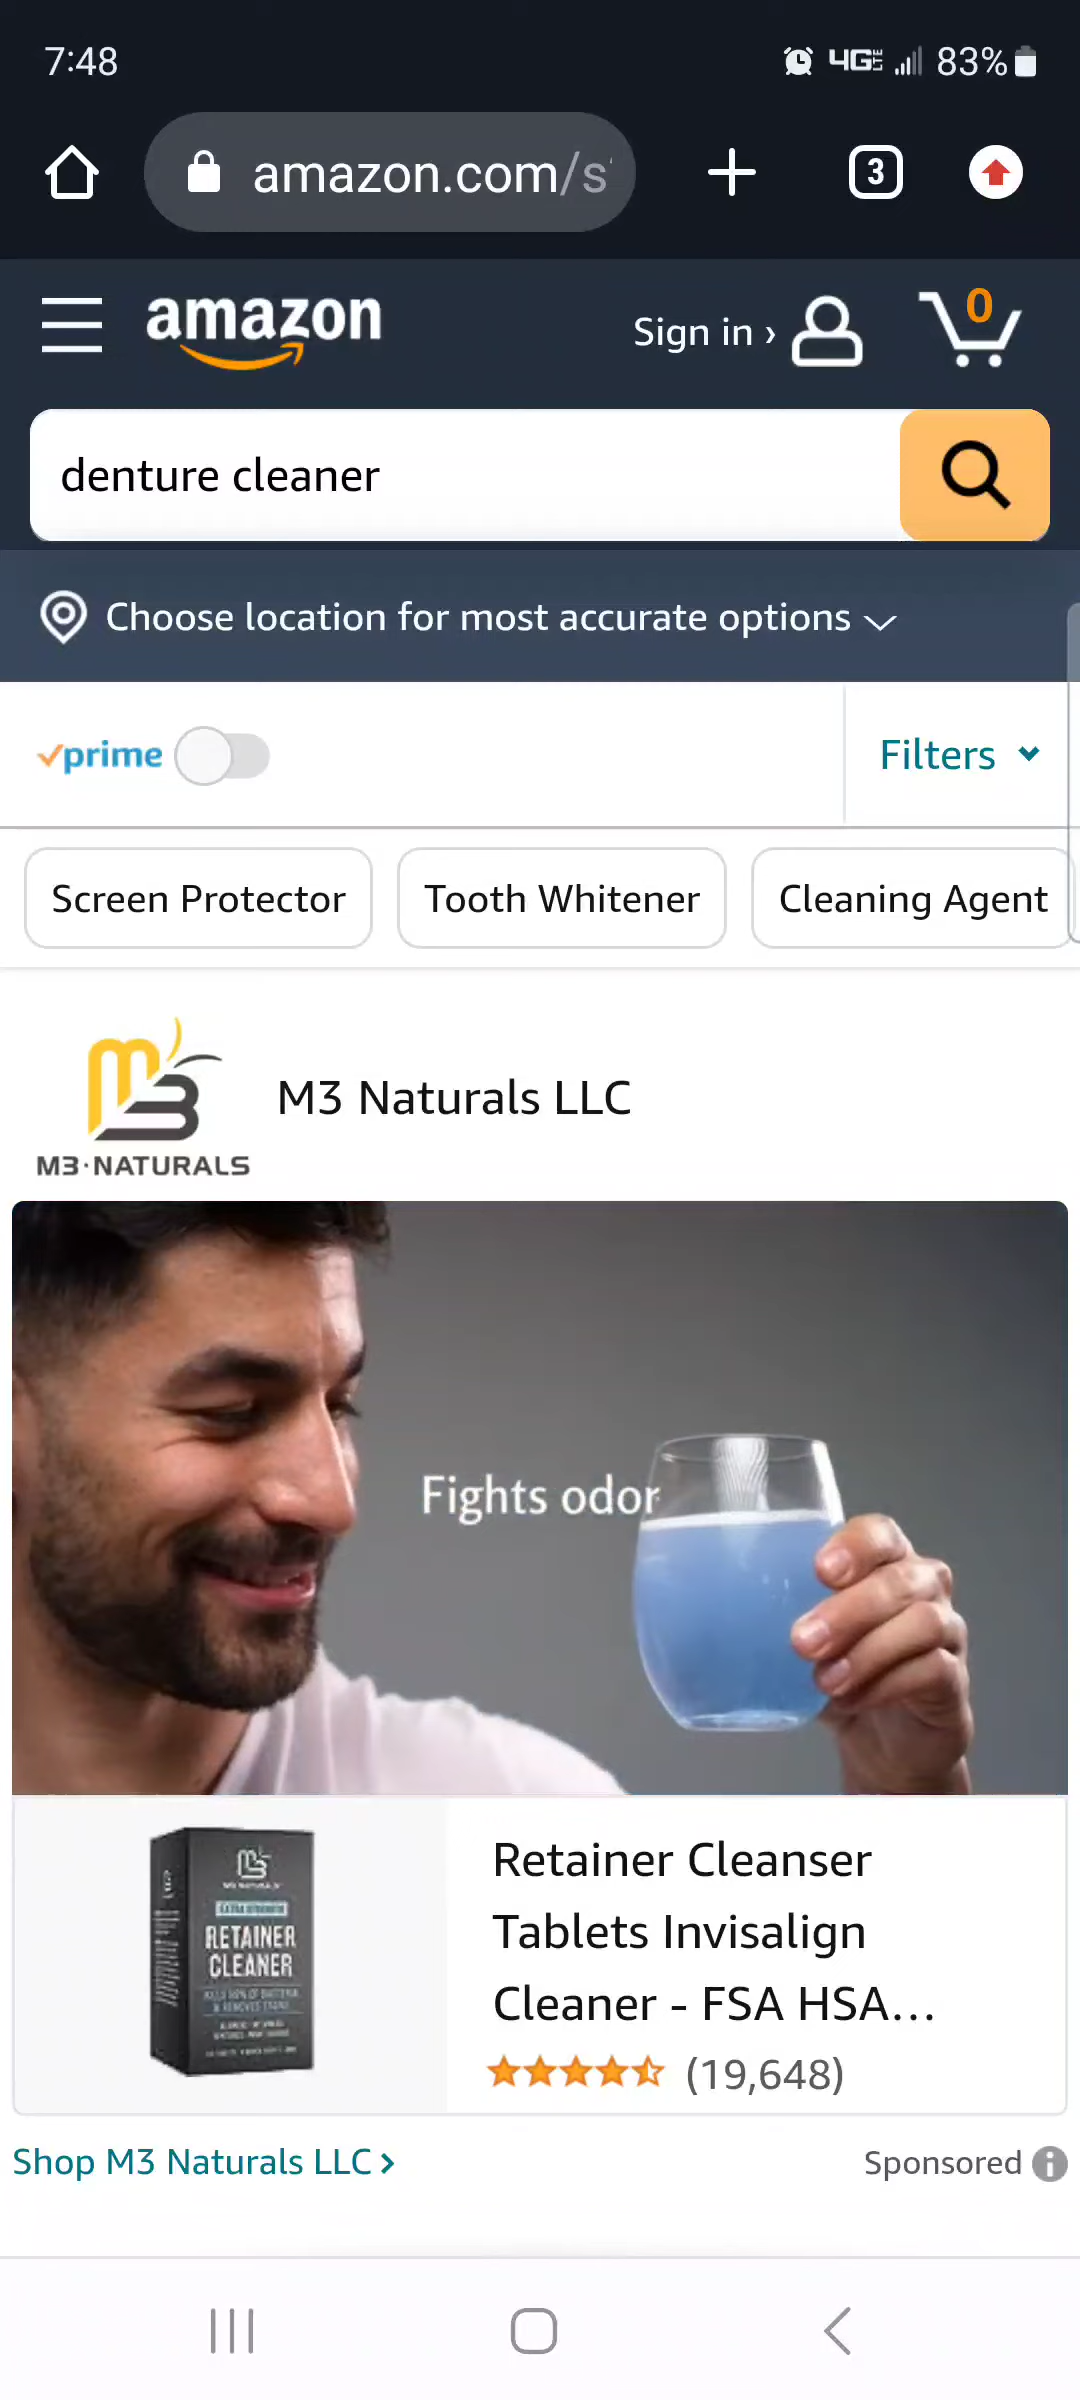 7:48
4G LTE 83%
amazon.com/s
3
amazon
Sign in ›
0
denture cleaner
Choose location for most accurate options
prime
Filters
Screen Protector
Tooth Whitener
Cleaning Agent
M3·NATURALS
M3 Naturals LLC
Fights odor
RETAINER
CLEANER
Retainer Cleanser
Tablets Invisalign
Cleaner - FSA HSA...
(19,648)
Shop M3 Naturals LLC ›
Sponsored